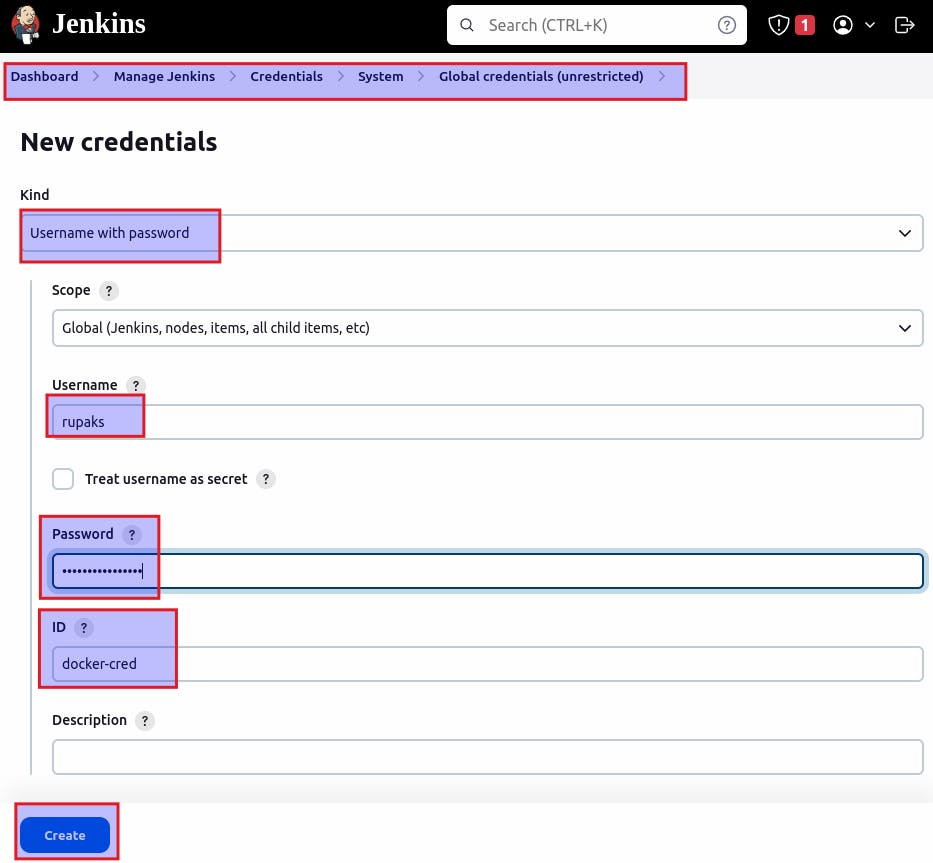 Jenkins
Search (CTRL+K) ? 1
Dashboard > Manage Jenkins > Credentials > System > Global credentials (unrestricted) >
New credentials
Kind
Username with password
Scope ?
Global (Jenkins, nodes, items, all child items, etc)
Username ?
rupaks
Treat username as secret ?
Password ?
••••••••••••••••
ID ?
docker-cred
Description ?
Create